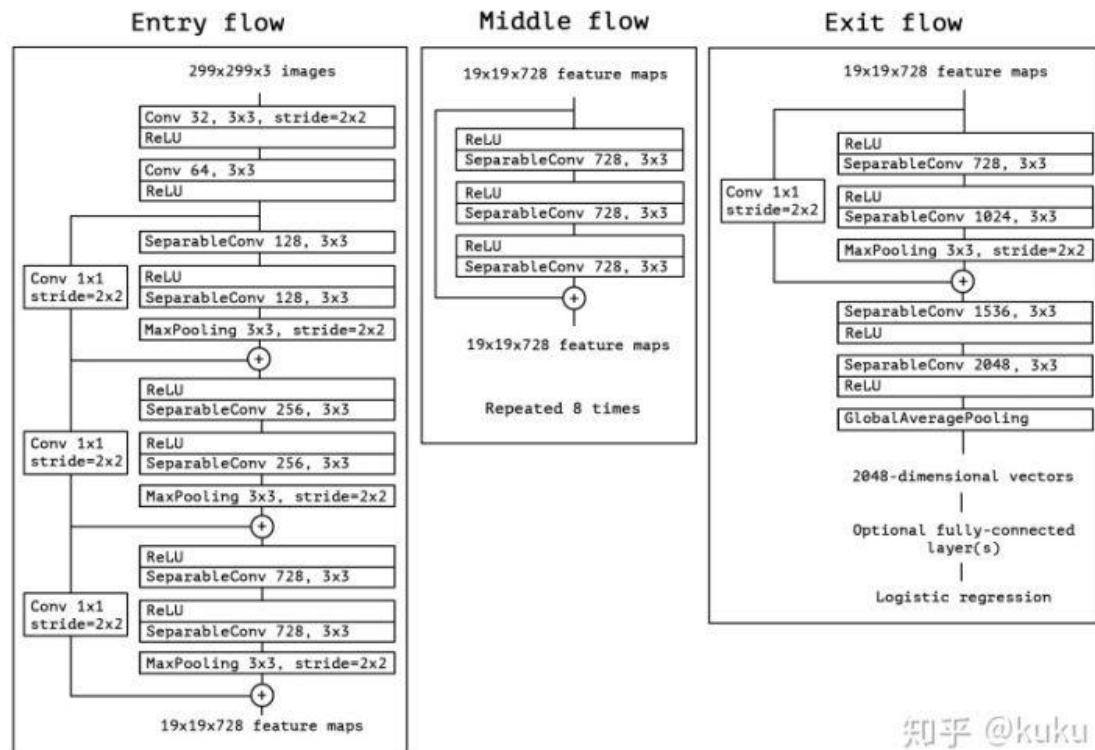 Entry flow
299x299x3 images
Conv 32, 3x3, stride=2x2
ReLU
Conv 64, 3x3
ReLU
SeparableConv 128, 3x3
Conv 1x1
stride=2x2
ReLU
SeparableConv 128, 3x3
MaxPooling 3x3, stride=2x2
+
ReLU
SeparableConv 256, 3x3
Conv 1x1
stride=2x2
ReLU
SeparableConv 256, 3x3
MaxPooling 3x3, stride=2x2
+
ReLU
SeparableConv 728, 3x3
Conv 1x1
stride=2x2
ReLU
SeparableConv 728, 3x3
MaxPooling 3x3, stride=2x2
+
19x19x728 feature maps
Middle flow
19x19x728 feature maps
ReLU
SeparableConv 728, 3x3
ReLU
SeparableConv 728, 3x3
ReLU
SeparableConv 728, 3x3
+
19x19x728 feature maps
Repeated 8 times
Exit flow
19x19x728 feature maps
ReLU
SeparableConv 728, 3x3
Conv 1x1
stride=2x2
ReLU
SeparableConv 1024, 3x3
MaxPooling 3x3, stride=2x2
+
SeparableConv 1536, 3x3
ReLU
SeparableConv 2048, 3x3
ReLU
GlobalAveragePooling
2048-dimensional vectors
Optional fully-connected
layer(s)
Logistic regression
知乎 @kuku